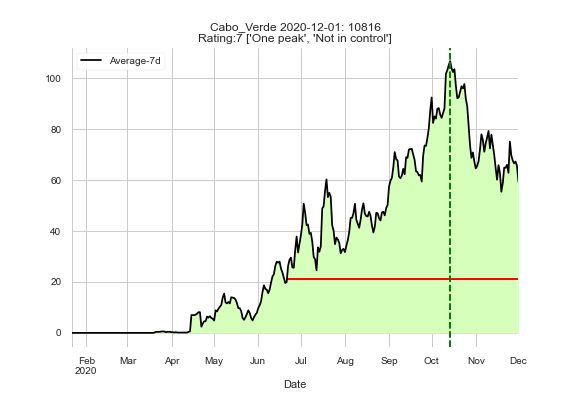 Cabo_Verde 2020-12-01: 10816
Rating:7 ['One peak', 'Not in control']
Average-7d
100
80
60
40
20
0
Feb Mar Apr May Jun Jul Aug Sep Oct Nov Dec
2020
Date